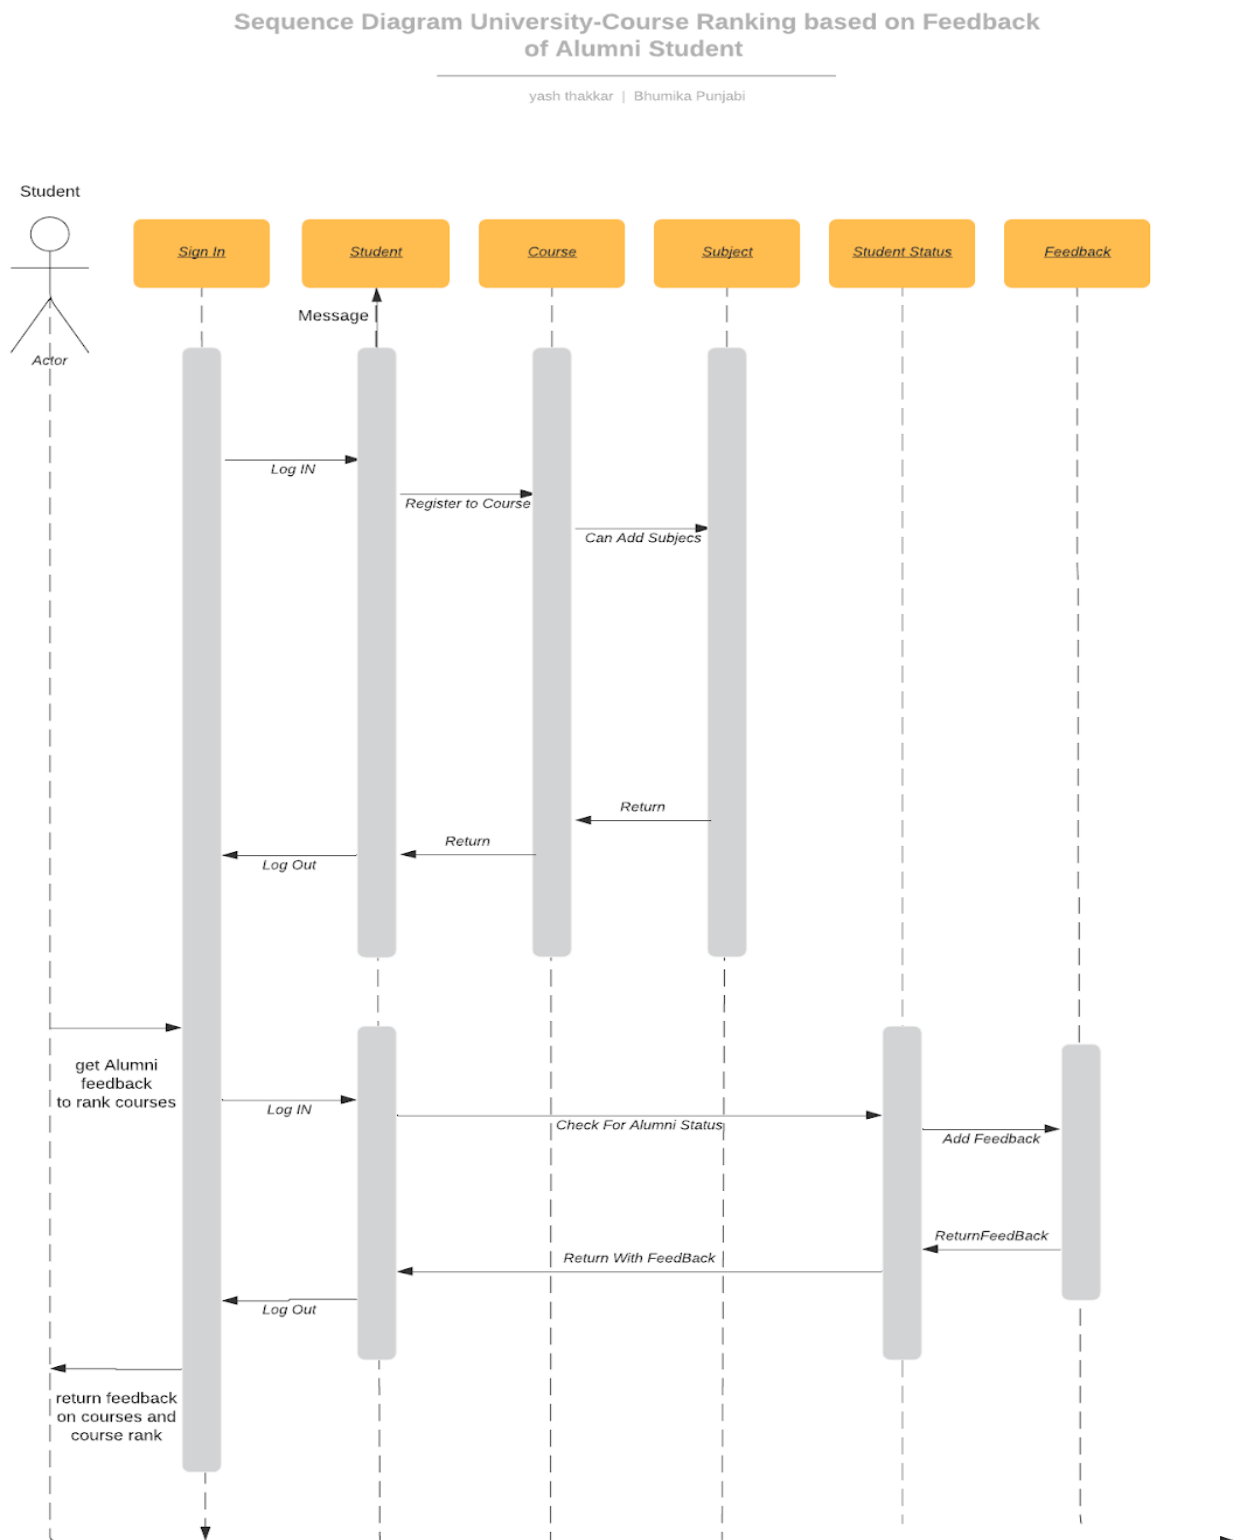 Sequence Diagram University-Course Ranking based on Feedback
of Alumni Student
yash thakkar | Bhumika Punjabi
Student
Sign In
Student
Course
Subject
Student Status
Feedback
Message
Actor
Log IN
Register to Course
Can Add Subjecs
Return
Return
Log Out
get Alumni
feedback
to rank courses
Log IN
Check For Alumni Status
Add Feedback
ReturnFeedBack
Return With FeedBack
Log Out
return feedback
on courses and
course rank